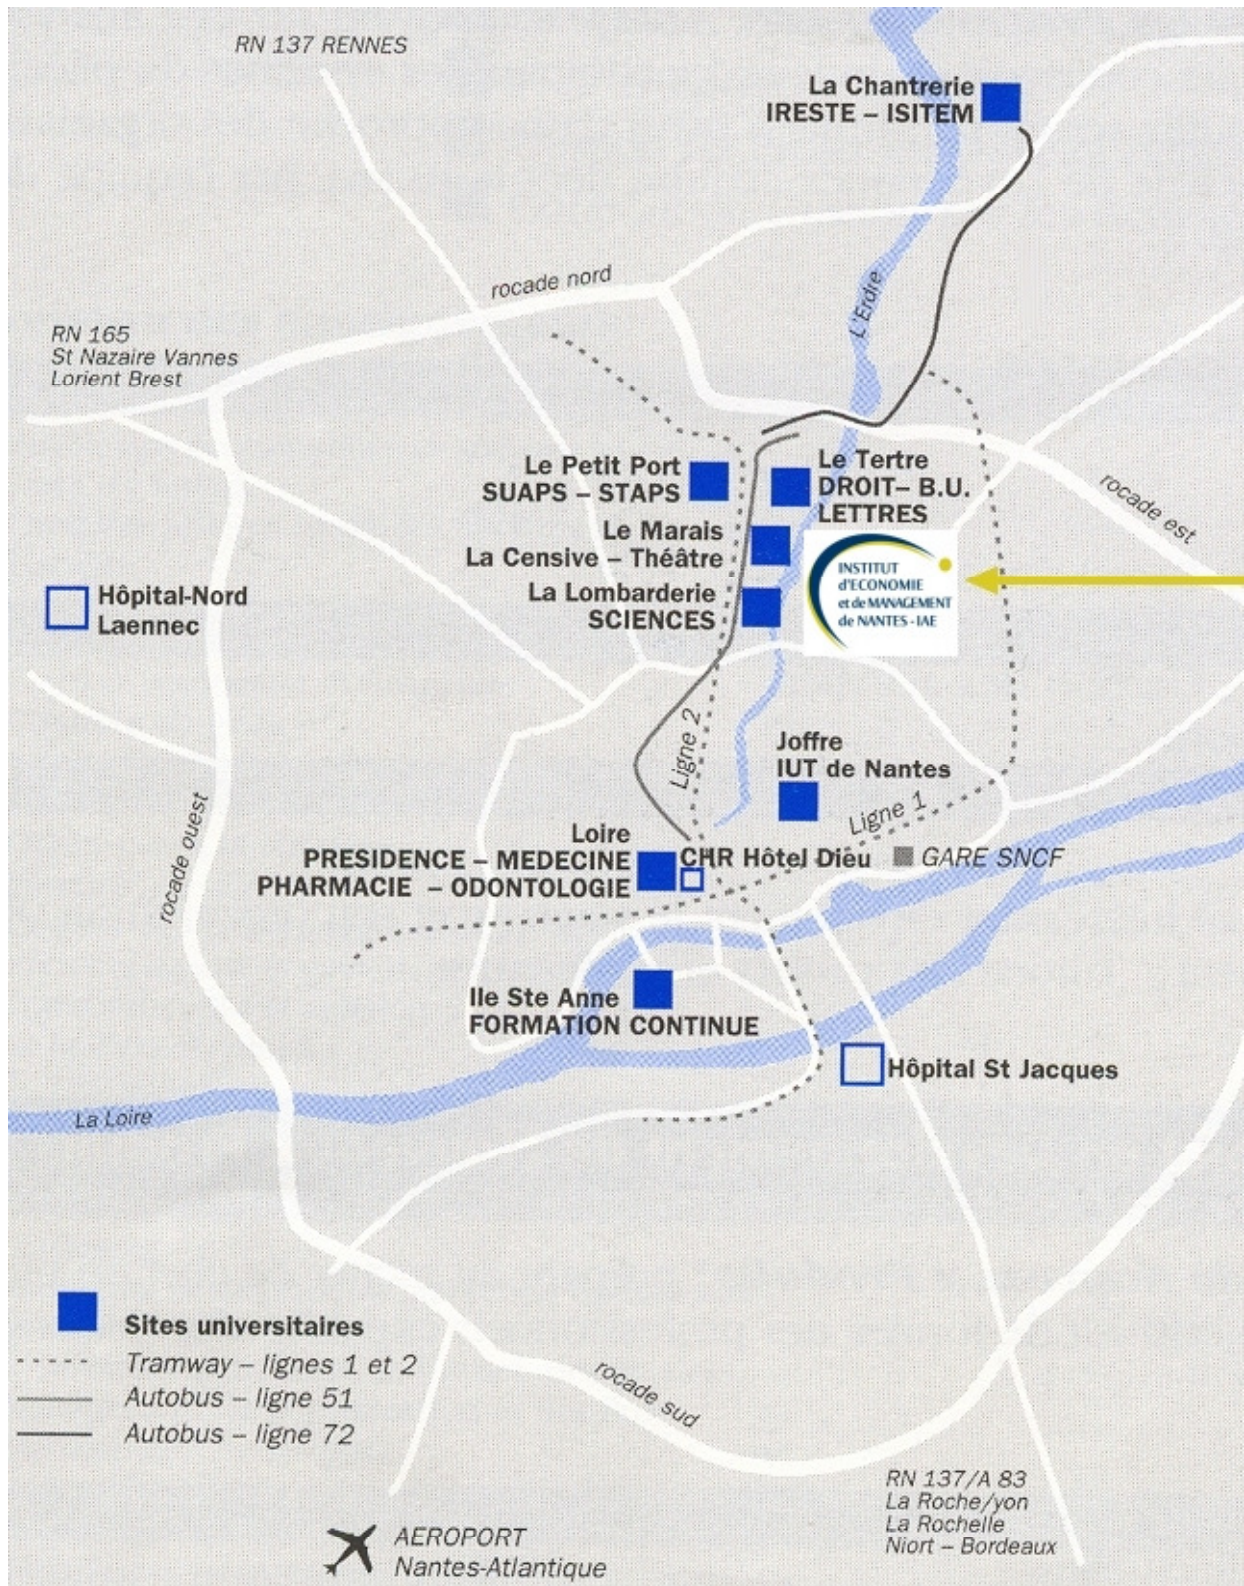 RN 137 RENNES
La Chantrerie
IRESTE – ISITEM
rocade nord
L'Erdre
RN 165
St Nazaire Vannes
Lorient Brest
Le Petit Port
SUAPS – STAPS
Le Tertre
DROIT– B.U.
LETTRES
rocade est
Le Marais
La Censive – Théâtre
La Lombarderie
SCIENCES
INSTITUT
d'ECONOMIE
et de MANAGEMENT
de NANTES - IAE
Hôpital-Nord
Laennec
Ligne 2
Joffre
IUT de Nantes
Ligne 1
rocade ouest
Loire
PRESIDENCE – MEDECINE
PHARMACIE – ODONTOLOGIE
CHR Hôtel Dieu
GARE SNCF
Ile Ste Anne
FORMATION CONTINUE
Hôpital St Jacques
La Loire
Sites universitaires
Tramway – lignes 1 et 2
Autobus – ligne 51
Autobus – ligne 72
rocade sud
RN 137/A 83
La Roche/yon
La Rochelle
Niort – Bordeaux
AEROPORT
Nantes-Atlantique